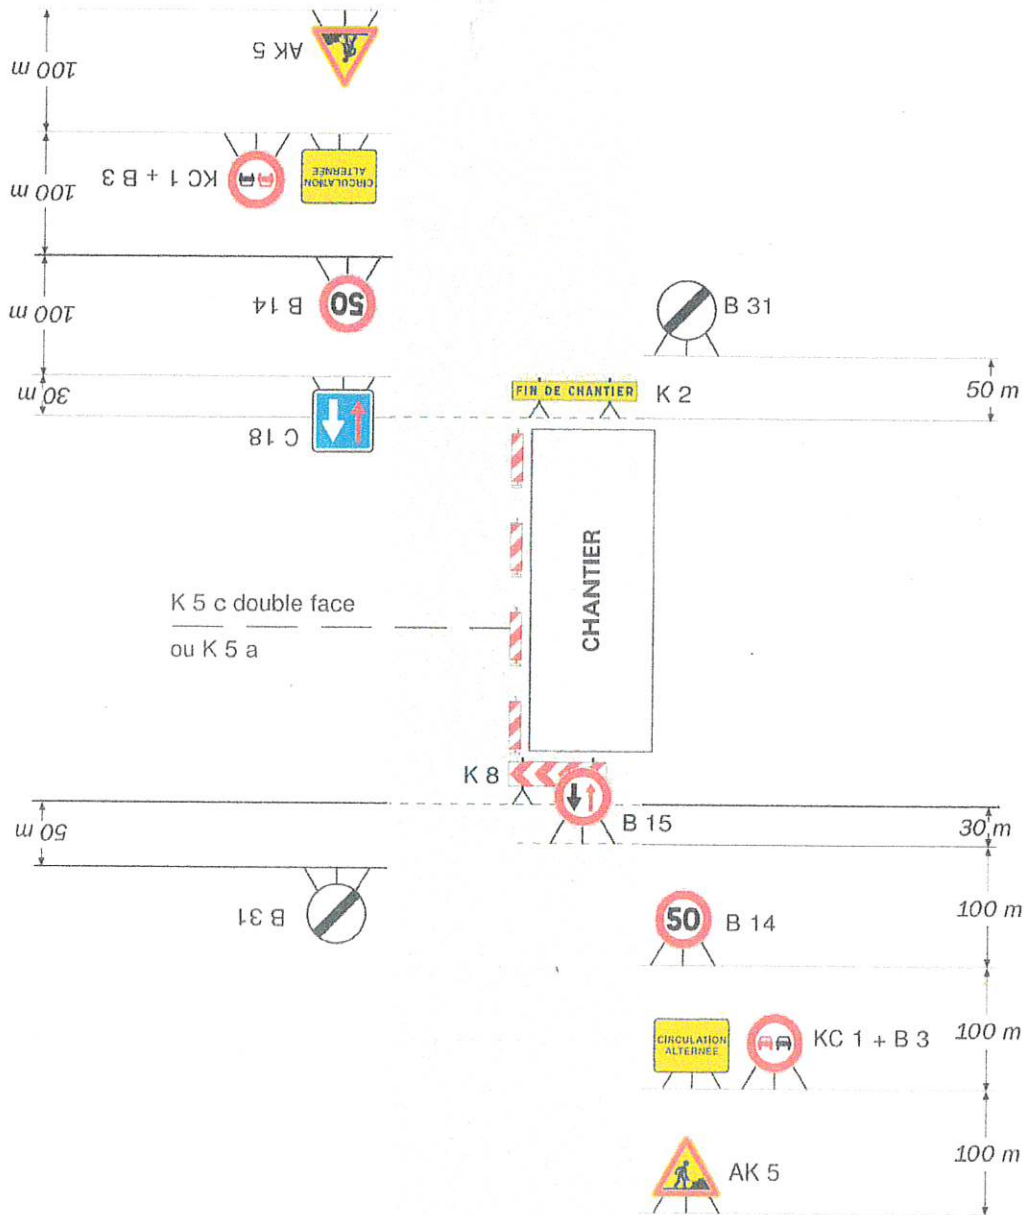 100 m
AK 5
100 m
KC 1 + B 3
CIRCULATION
ALTERNÉE
100 m
B 14
50
B 31
30 m
C 18
FIN DE CHANTIER
K 2
50 m
CHANTIER
K 5 c double face
ou K 5 a
K 8
B 15
30 m
50 m
B 31
50
B 14
100 m
CIRCULATION
ALTERNÉE
KC 1 + B 3
100 m
AK 5
100 m